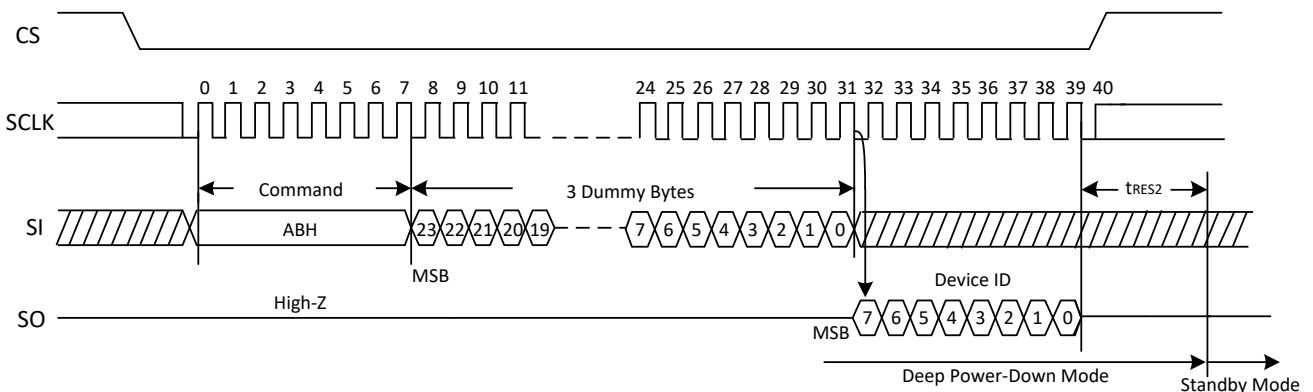 CS
0 1 2 3 4 5 6 7 8 9 10 11 24 25 26 27 28 29 30 31 32 33 34 35 36 37 38 39 40
SCLK
Command 3 Dummy Bytes tRES2
SI ABH 23 22 21 20 19 7 6 5 4 3 2 1 0
MSB
High-Z Device ID
SO 7 6 5 4 3 2 1 0
MSB
Deep Power-Down Mode Standby Mode